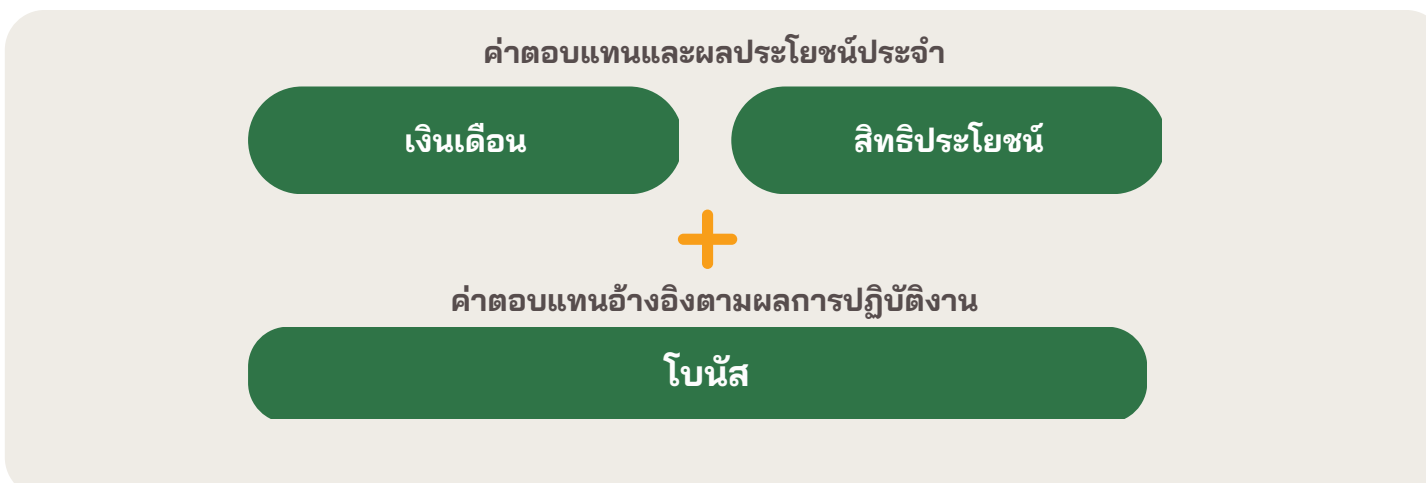 ค่าตอบแทนและผลประโยชน์ประจำ
เงินเดือน
สิทธิประโยชน์
ค่าตอบแทนอ้างอิงตามผลการปฏิบัติงาน
โบนัส